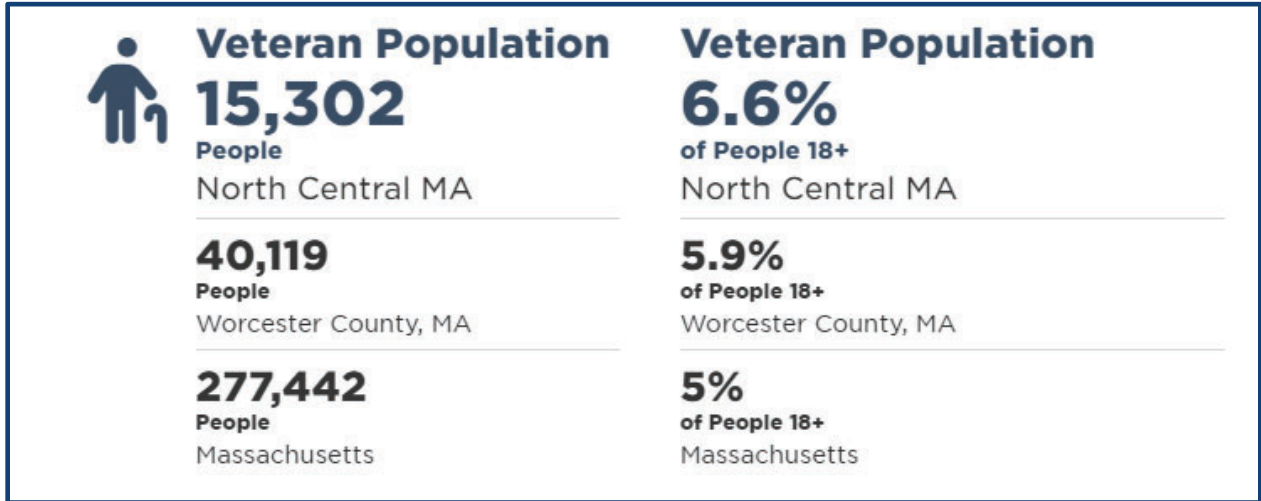 Veteran Population
15,302
People
North Central MA
40,119
People
Worcester County, MA
277,442
People
Massachusetts
Veteran Population
6.6%
of People 18+
North Central MA
5.9%
of People 18+
Worcester County, MA
5%
of People 18+
Massachusetts